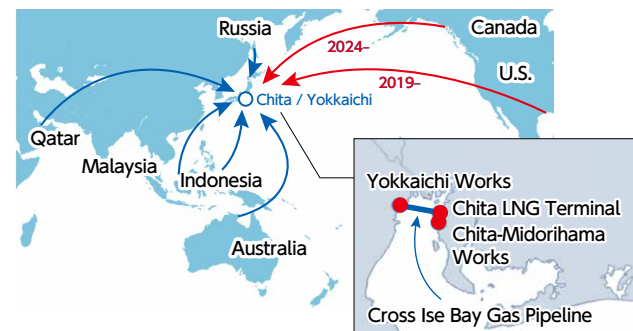 Russia
Canada
2024–
U.S.
2019–
Chita / Yokkaichi
Qatar
Malaysia
Indonesia
Australia
Yokkaichi Works
Chita LNG Terminal
Chita-Midorihama
Works
Cross Ise Bay Gas Pipeline